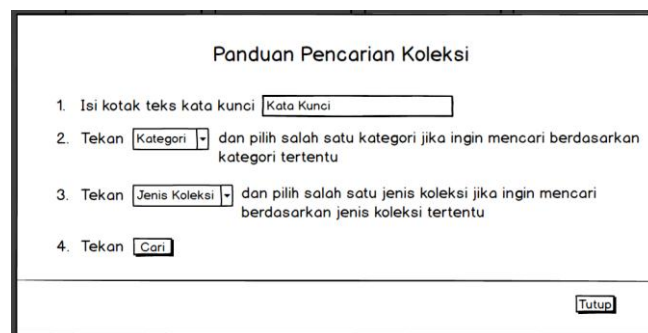 Panduan Pencarian Koleksi
1. Isi kotak teks kata kunci Kata Kunci
2. Tekan Kategori dan pilih salah satu kategori jika ingin mencari berdasarkan
kategori tertentu
3. Tekan Jenis Koleksi dan pilih salah satu jenis koleksi jika ingin mencari
berdasarkan jenis koleksi tertentu
4. Tekan Cari
Tutup